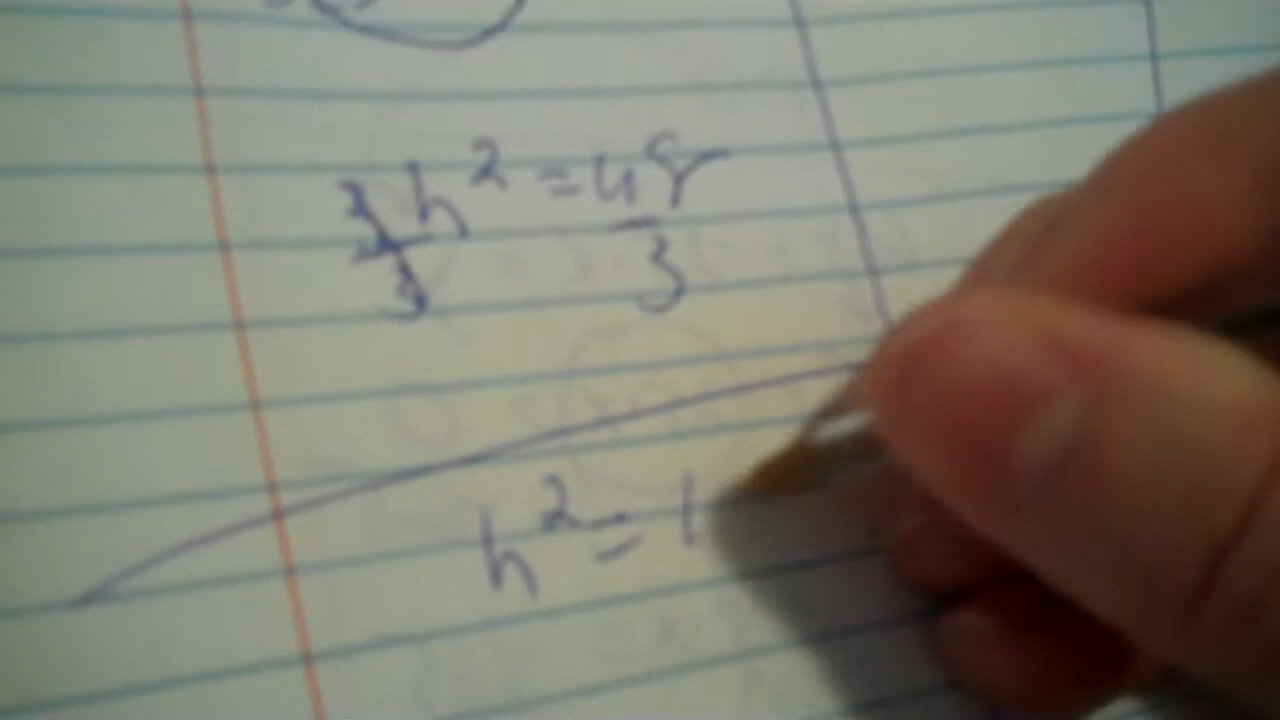 3h² = 48
3 3
h² = 1